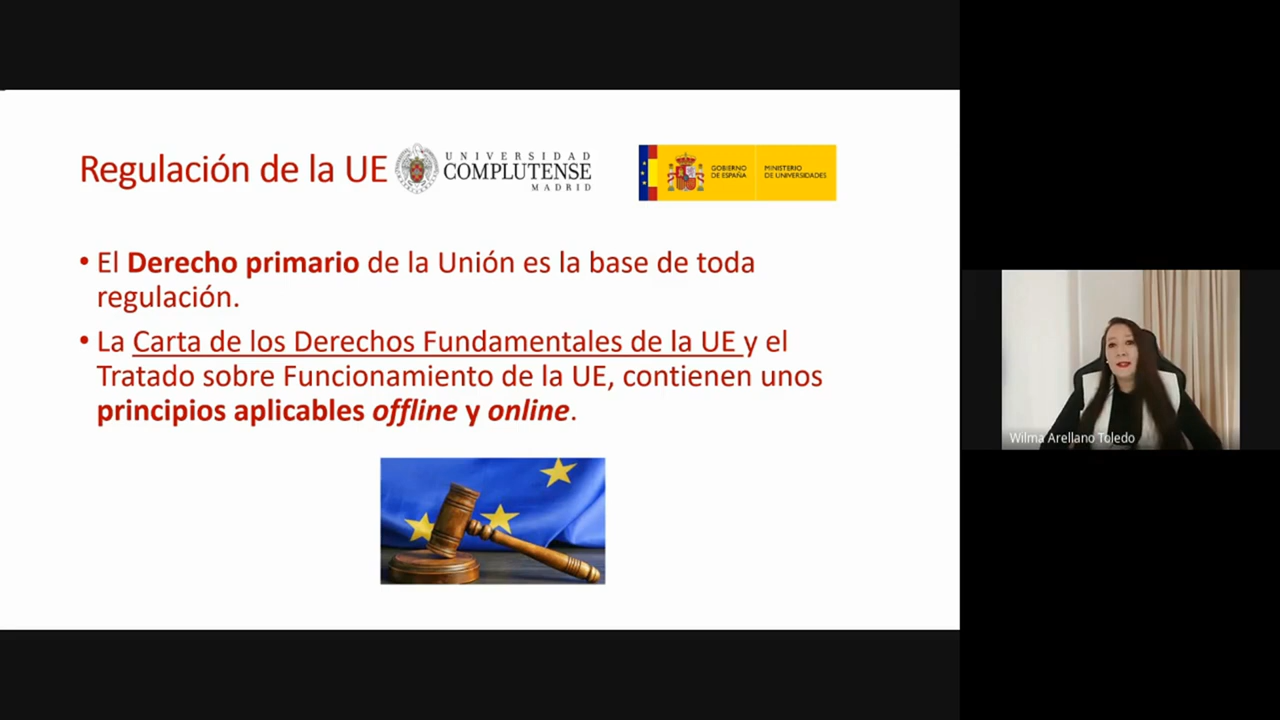 Regulación de la UE
UNIVERSIDAD
COMPLUTENSE
MADRID
GOBIERNO
DE ESPAÑA
MINISTERIO
DE UNIVERSIDADES
• El Derecho primario de la Unión es la base de toda
regulación.
• La Carta de los Derechos Fundamentales de la UE y el
Tratado sobre Funcionamiento de la UE, contienen unos
principios aplicables offline y online.
Wilma Arellano Toledo